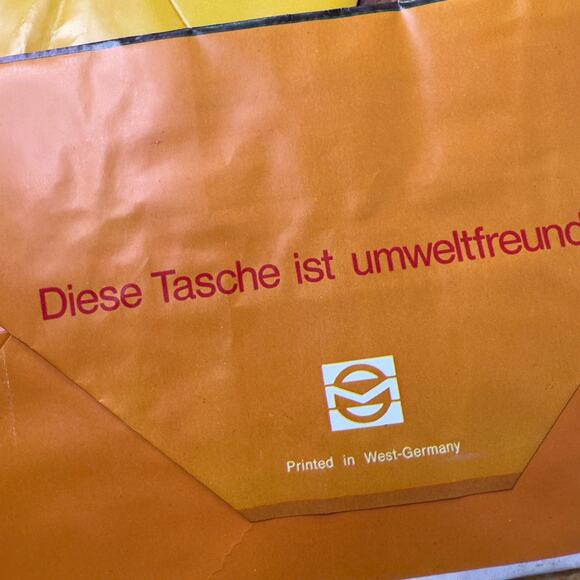 Diese Tasche ist umweltfreund
Printed in West-Germany